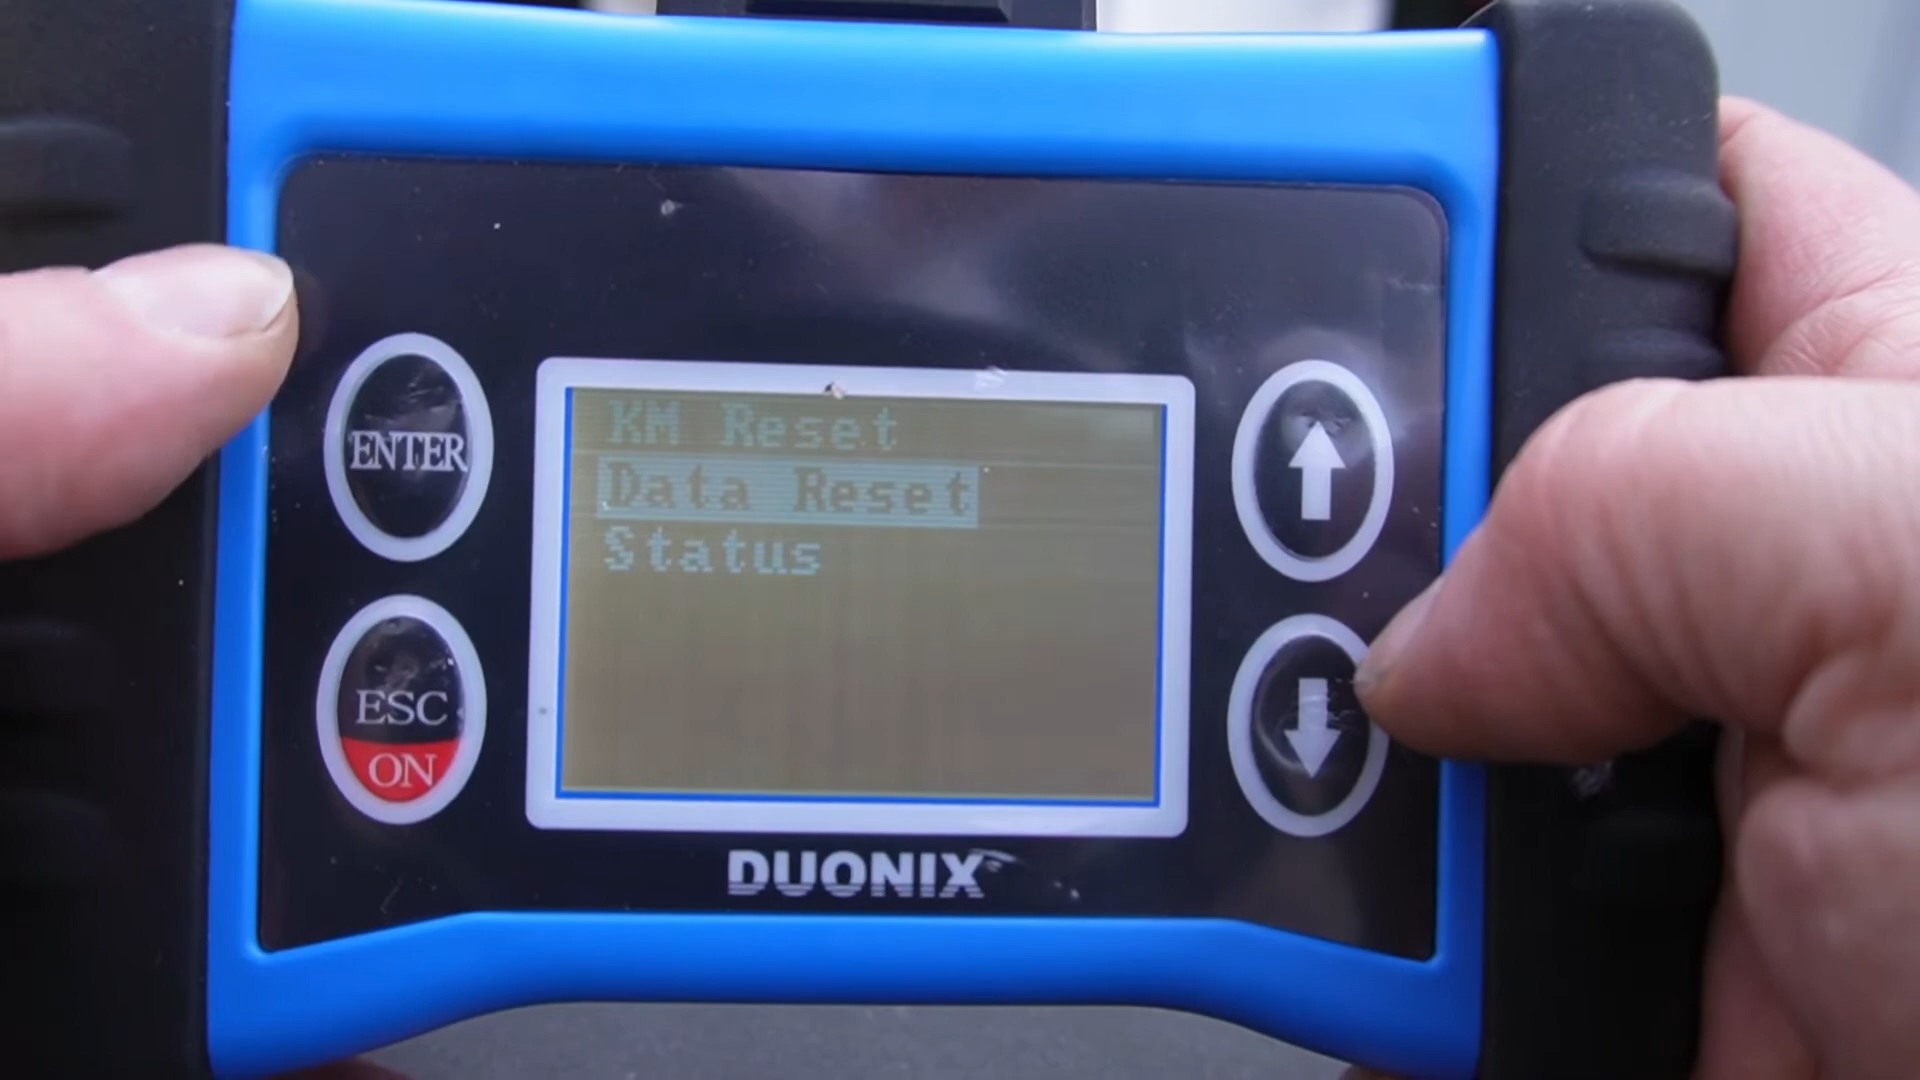 KM Reset
Data Reset
Status
ENTER
ESC
ON
DUONIX